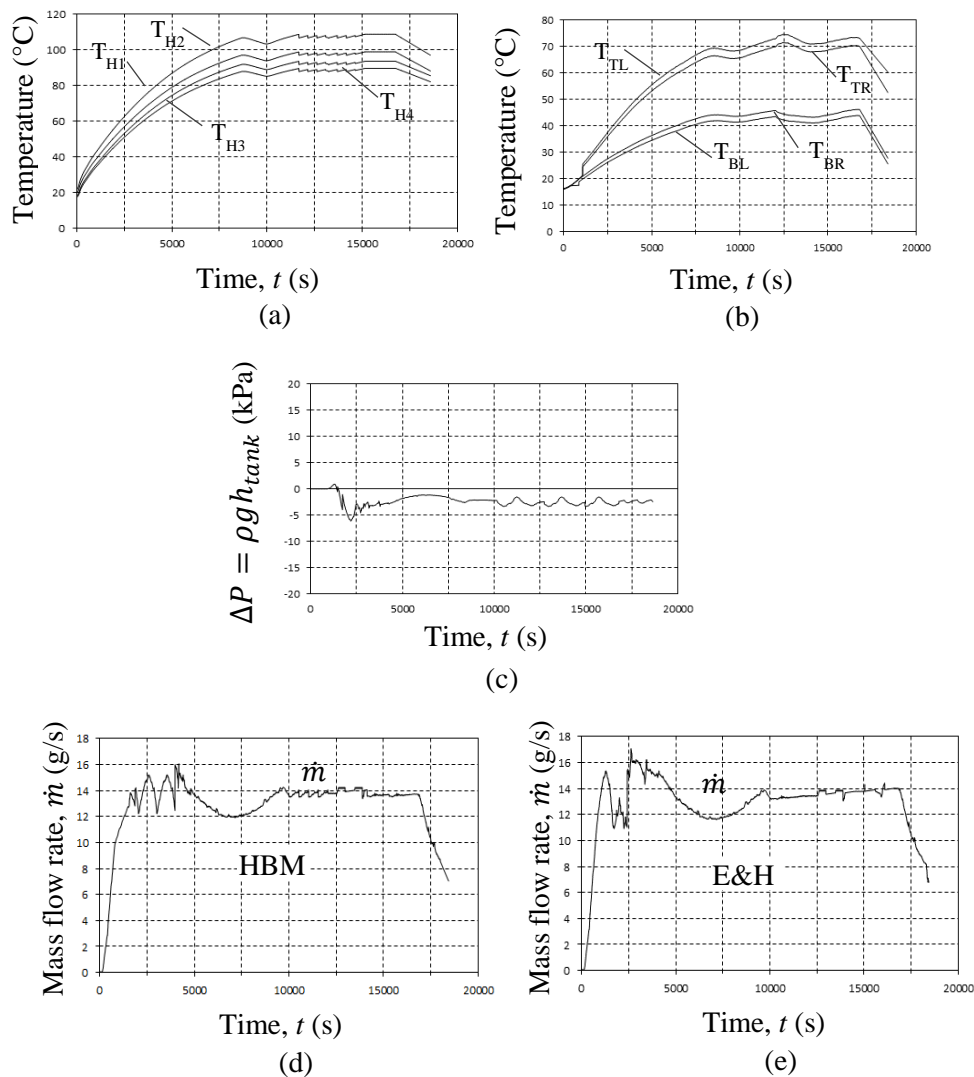 Temperature (°C)
120
100
80
60
40
20
0
T_H1
T_H2
T_H3
T_H4
0 5000 10000 15000 20000
Time, t (s)
(a)
Temperature (°C)
80
70
60
50
40
30
20
10
0
T_TL
T_TR
T_BL
T_BR
0 5000 10000 15000 20000
Time, t (s)
(b)
ΔP = ρgh_tank (kPa)
20
15
10
5
0
-5
-10
-15
-20
0 5000 10000 15000 20000
Time, t (s)
(c)
Mass flow rate, ṁ (g/s)
18
16
14
12
10
8
6
4
2
0
ṁ
HBM
0 5000 10000 15000 20000
Time, t (s)
(d)
Mass flow rate, ṁ (g/s)
18
16
14
12
10
8
6
4
2
0
ṁ
E&H
0 5000 10000 15000 20000
Time, t (s)
(e)